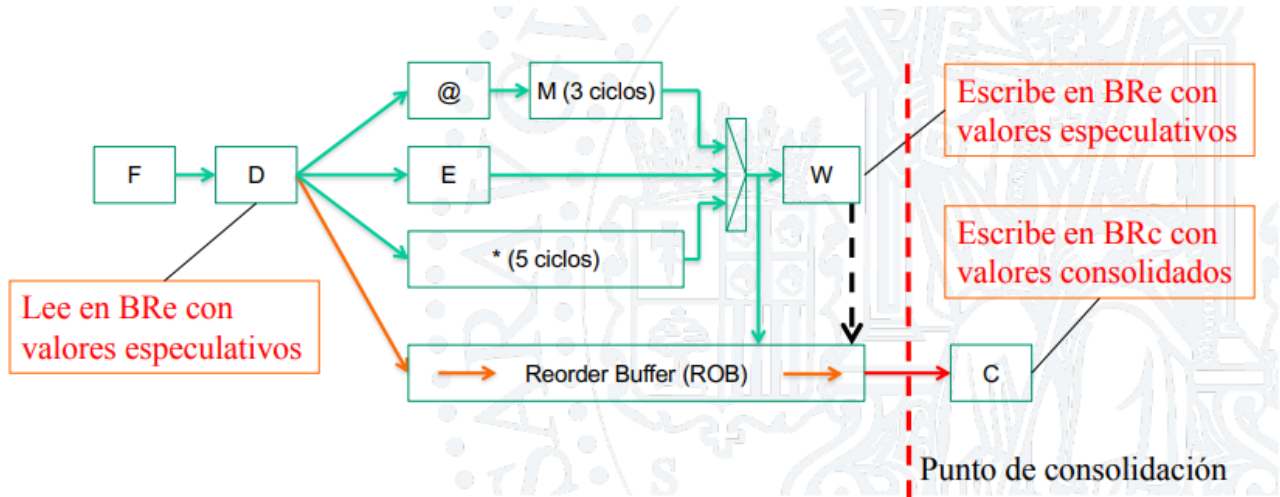 @
M (3 ciclos)
Escribe en BRe con
valores especulativos
F
D
E
W
* (5 ciclos)
Escribe en BRc con
valores consolidados
Lee en BRe con
valores especulativos
Reorder Buffer (ROB)
C
Punto de consolidación